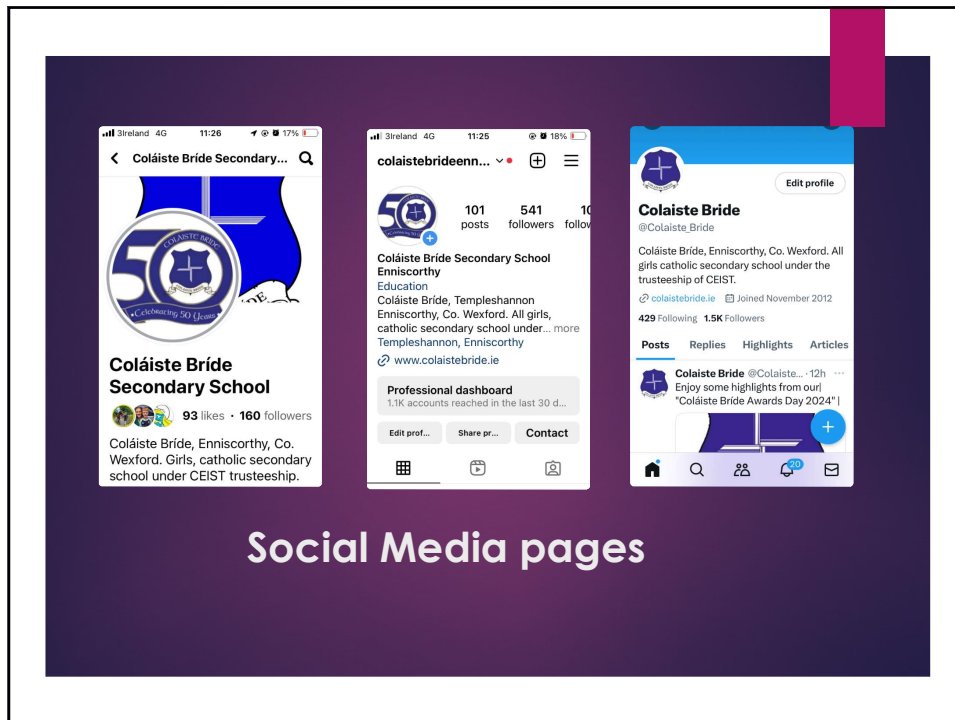 3Ireland 4G 11:26 17%
Coláiste Bríde Secondary...
COLAISTE BRIDE
50
Celebrating 50 Years
Coláiste Bríde
Secondary School
93 likes · 160 followers
Coláiste Bríde, Enniscorthy, Co.
Wexford. Girls, catholic secondary
school under CEIST trusteeship.
3Ireland 4G 11:25 18%
colaistebrideenn...
50
101 541 10
posts followers follow
Coláiste Bríde Secondary School
Enniscorthy
Education
Coláiste Bríde, Templeshannon
Enniscorthy, Co. Wexford. All girls,
catholic secondary school under... more
Templeshannon, Enniscorthy
www.colaistebride.ie
Professional dashboard
1.1K accounts reached in the last 30 d...
Edit prof... Share pr... Contact
Edit profile
Colaiste Bride
@Colaiste_Bride
Coláiste Bríde, Enniscorthy, Co. Wexford. All
girls catholic secondary school under the
trusteeship of CEIST.
colaistebride.ie Joined November 2012
429 Following 1.5K Followers
Posts Replies Highlights Articles
Colaiste Bride @Colaiste... · 12h
Enjoy some highlights from our|
"Coláiste Bríde Awards Day 2024" |
20
Social Media pages